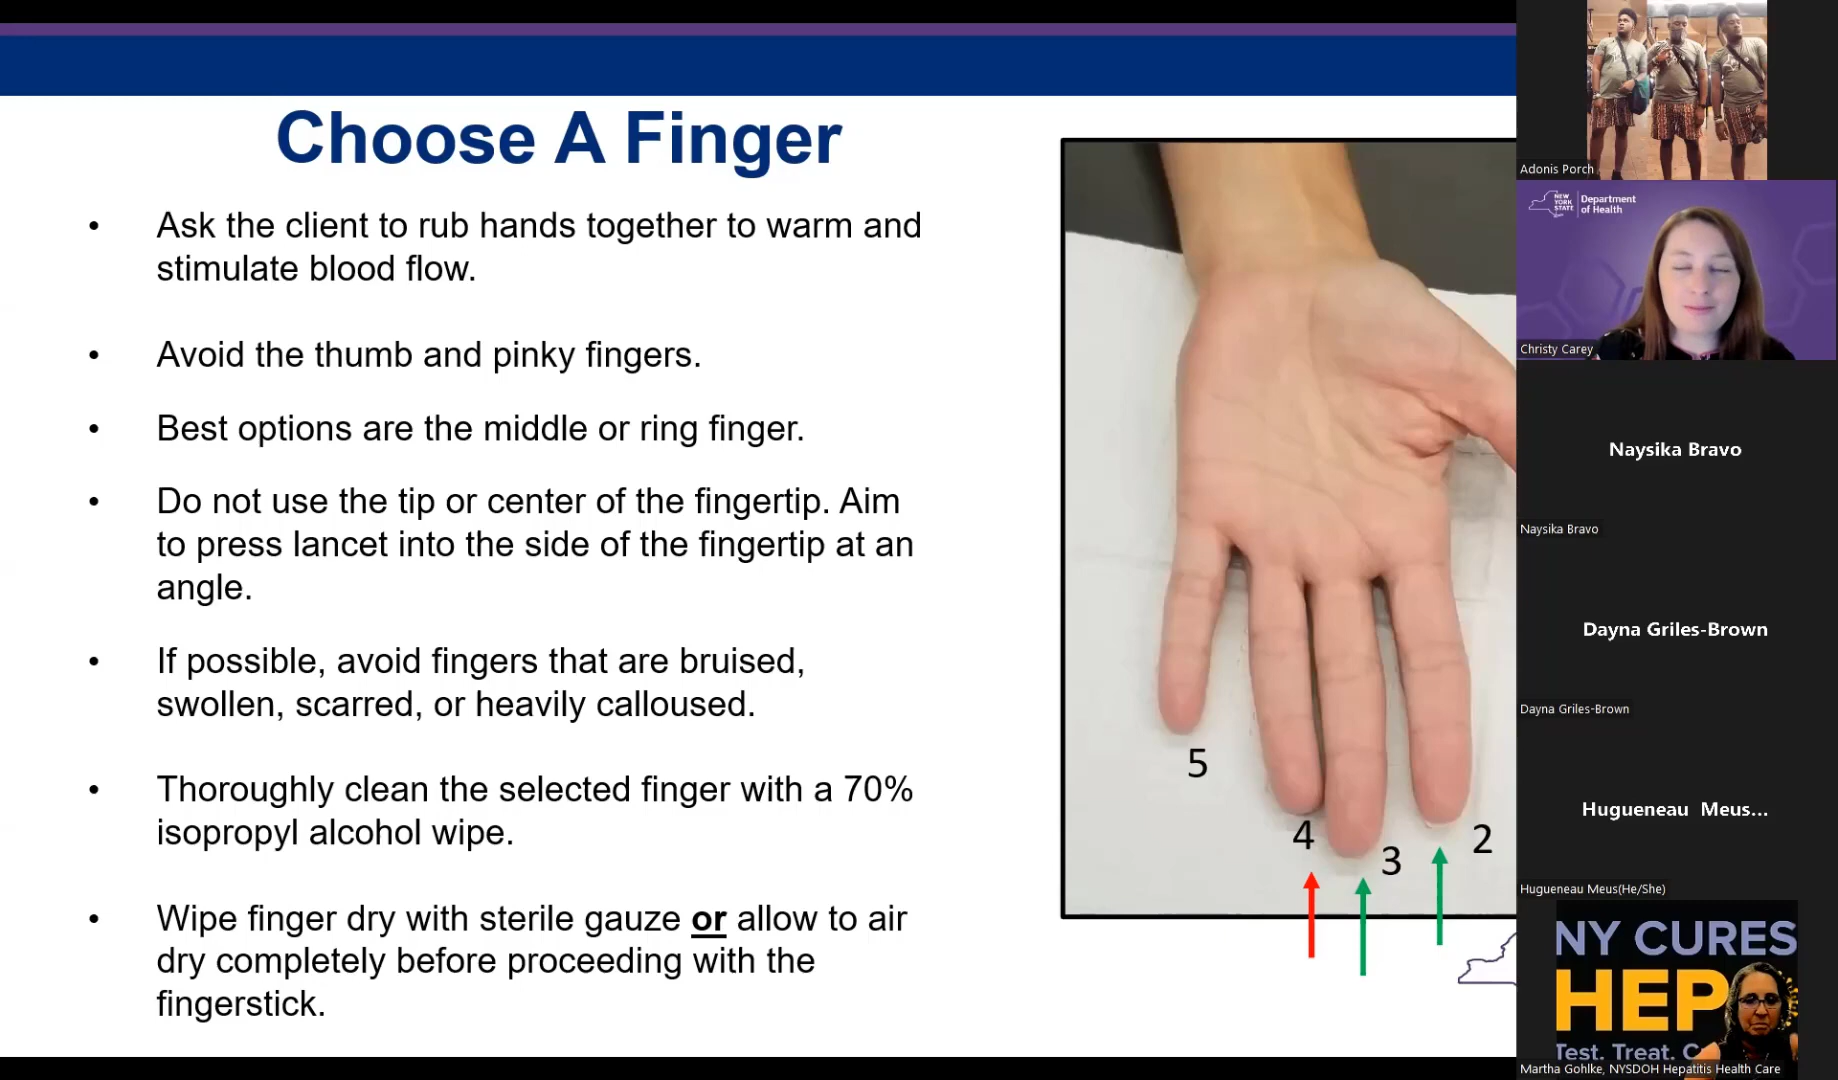 Choose A Finger
• Ask the client to rub hands together to warm and
stimulate blood flow.
• Avoid the thumb and pinky fingers.
• Best options are the middle or ring finger.
• Do not use the tip or center of the fingertip. Aim
to press lancet into the side of the fingertip at an
angle.
• If possible, avoid fingers that are bruised,
swollen, scarred, or heavily calloused.
• Thoroughly clean the selected finger with a 70%
isopropyl alcohol wipe.
• Wipe finger dry with sterile gauze or allow to air
dry completely before proceeding with the
fingerstick.
5
4
3
2
Adonis Porch
NEW
YORK
STATE
Department
of Health
Christy Carey
Naysika Bravo
Naysika Bravo
Dayna Griles-Brown
Dayna Griles-Brown
Hugueneau Meus...
Hugueneau Meus(He/She)
NY CURES
HEP
Test. Treat. C
Martha Gohlke, NYSDOH Hepatitis Health Care